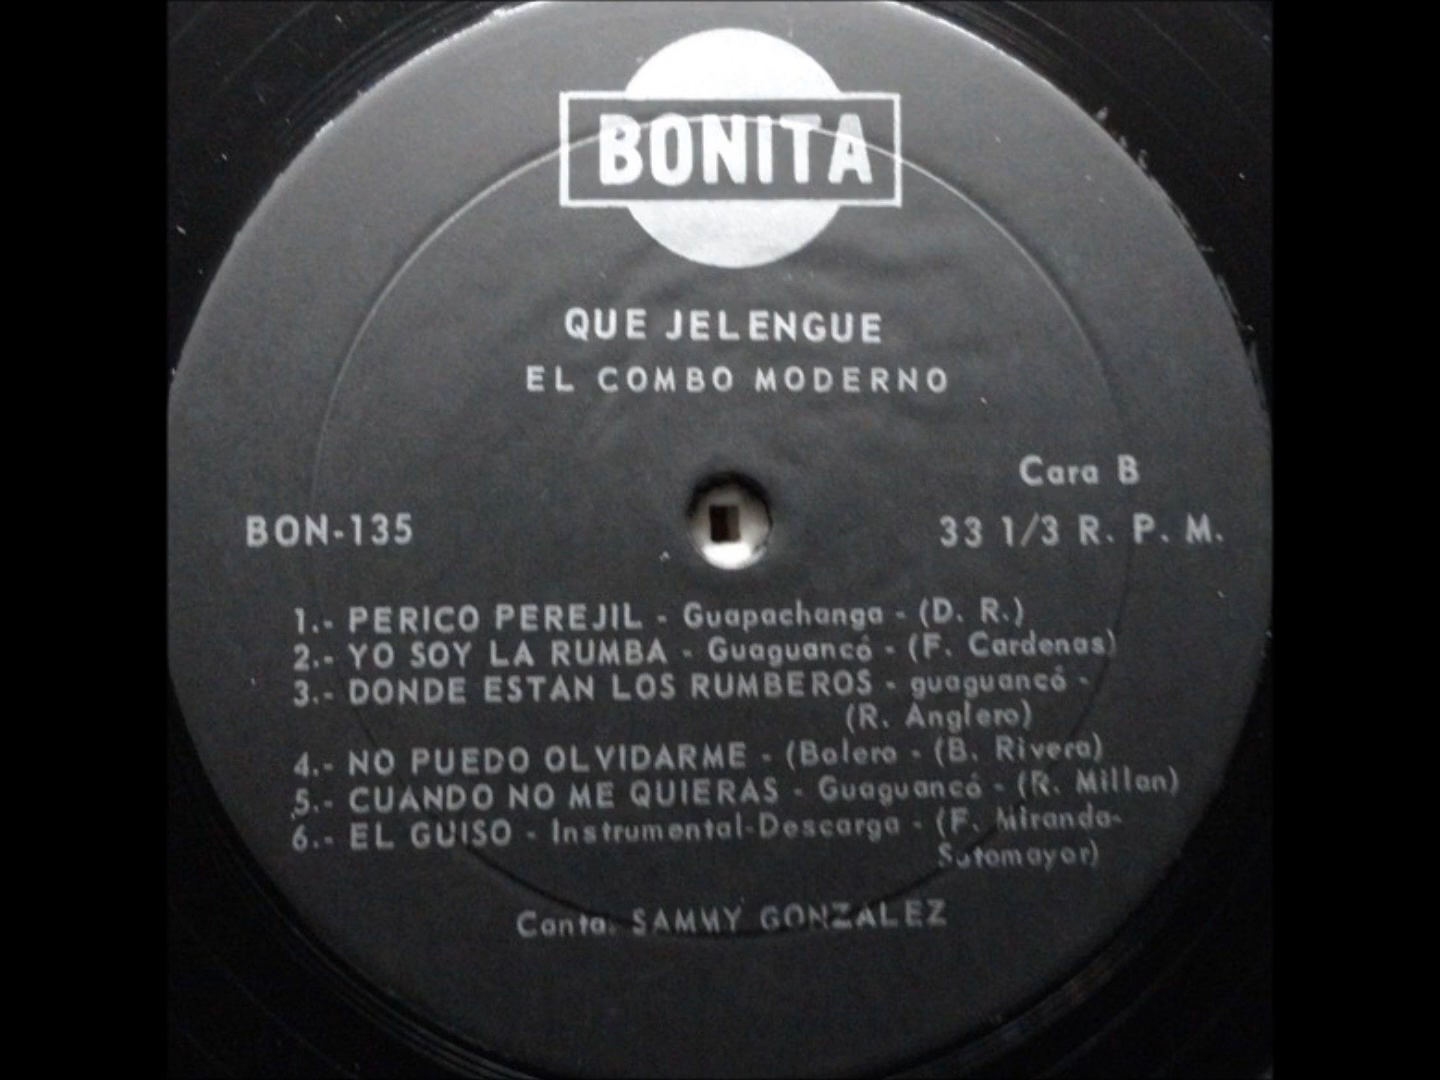 BONITA
QUE JELENGUE
EL COMBO MODERNO
Cara B
BON-135
33 1/3 R. P. M.
1.- PERICO PEREJIL - Guapachanga - (D. R.)
2.- YO SOY LA RUMBA - Guaguancó - (F. Cardenas)
3.- DONDE ESTAN LOS RUMBEROS - guaguancó -
(R. Anglero)
4.- NO PUEDO OLVIDARME - (Bolero - (B. Rivera)
5.- CUANDO NO ME QUIERAS - Guaguancó - (R. Millan)
6.- EL GUISO - Instrumental-Descarga - (F. Miranda-
Sotomayor)
Canta: SAMMY GONZALEZ